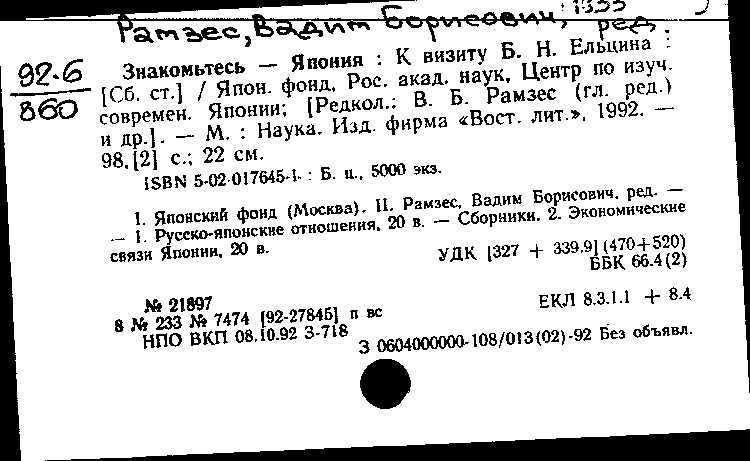 Рамзес, Вадим Борисович,
ред.
92-6
860
Знакомьтесь — Япония : К визиту Б. Н. Ельцина :
[Сб. ст.] / Япон. фонд, Рос. акад. наук, Центр по изуч.
современ. Японии; [Редкол.: В. Б. Рамзес (гл. ред.)
и др.]. — М. : Наука. Изд. фирма «Вост. лит.», 1992. —
98,[2] с.; 22 см.
ISBN 5-02-017645-1 : Б. ц., 5000 экз.
I. Японский фонд (Москва). II. Рамзес, Вадим Борисович, ред. —
— 1. Русско-японские отношения, 20 в. — Сборники. 2. Экономические
связи Японии, 20 в.
УДК [327 + 339.9] (470+520)
ББК 66.4(2)
№ 21897
8 № 233 № 7474 [92-27845] п вс
НПО ВКП 08.10.92 З-718
ЕКЛ 8.3.1.1 + 8.4
З 0604000000-108/013(02)-92 Без объявл.